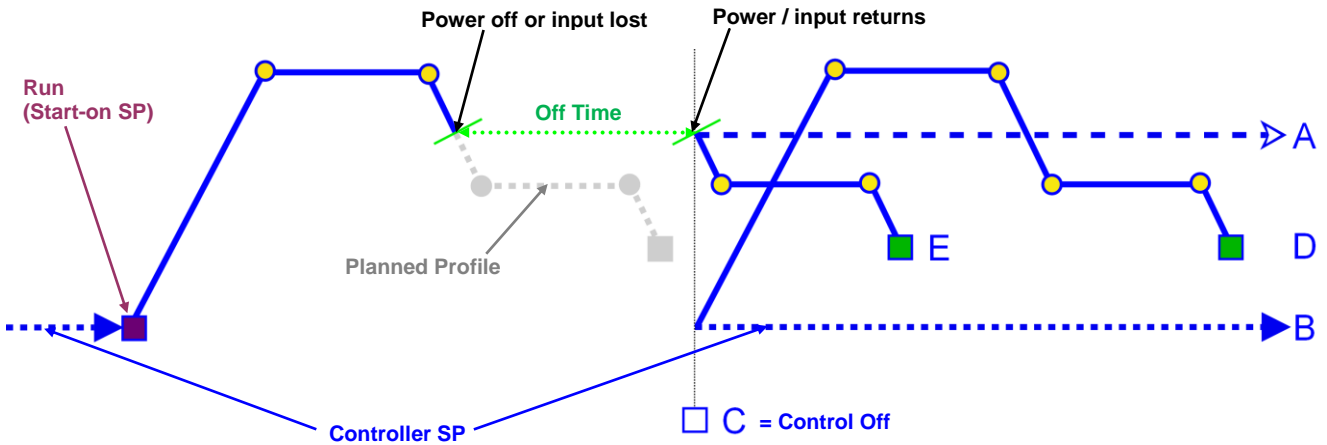 Power off or input lost
Power / input returns
Run
(Start-on SP)
Off Time
A
Planned Profile
E
D
B
C = Control Off
Controller SP